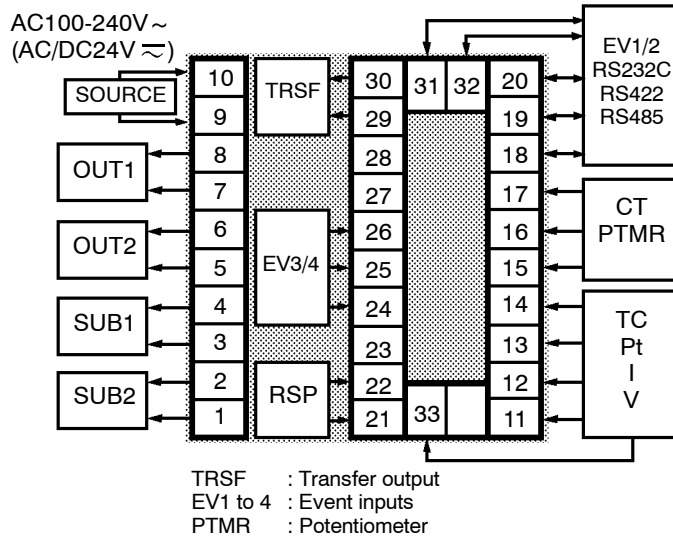 AC100-240V ~
(AC/DC24V ⎓)
SOURCE
OUT1
OUT2
SUB1
SUB2
10
9
8
7
6
5
4
3
2
1
TRSF
EV3/4
RSP
30
29
28
27
26
25
24
23
22
21
31 32
33
20
19
18
17
16
15
14
13
12
11
EV1/2
RS232C
RS422
RS485
CT
PTMR
TC
Pt
I
V
TRSF : Transfer output
EV1 to 4 : Event inputs
PTMR : Potentiometer